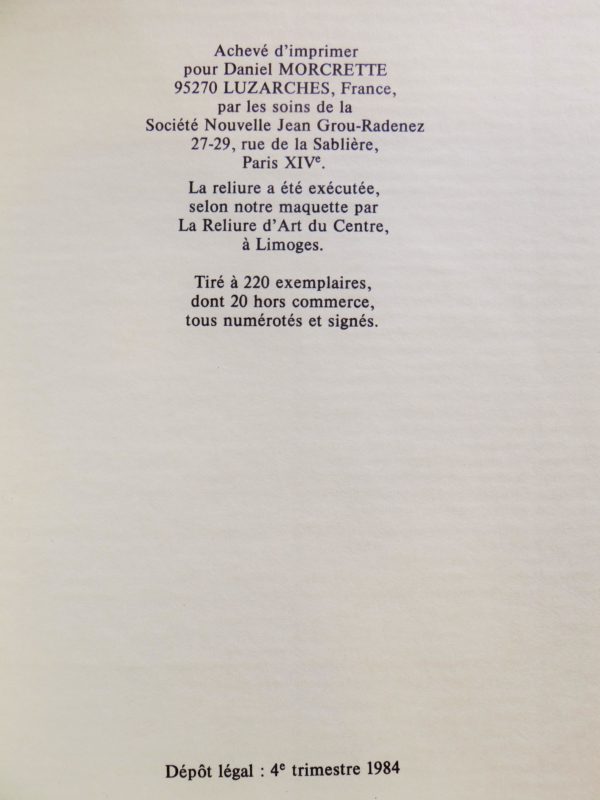 Achevé d'imprimer
pour Daniel MORCRETTE
95270 LUZARCHES, France,
par les soins de la
Société Nouvelle Jean Grou-Radenez
27-29, rue de la Sablière,
Paris XIVᵉ.
La reliure a été exécutée,
selon notre maquette par
La Reliure d'Art du Centre,
à Limoges.
Tiré à 220 exemplaires,
dont 20 hors commerce,
tous numérotés et signés.
Dépôt légal : 4ᵉ trimestre 1984